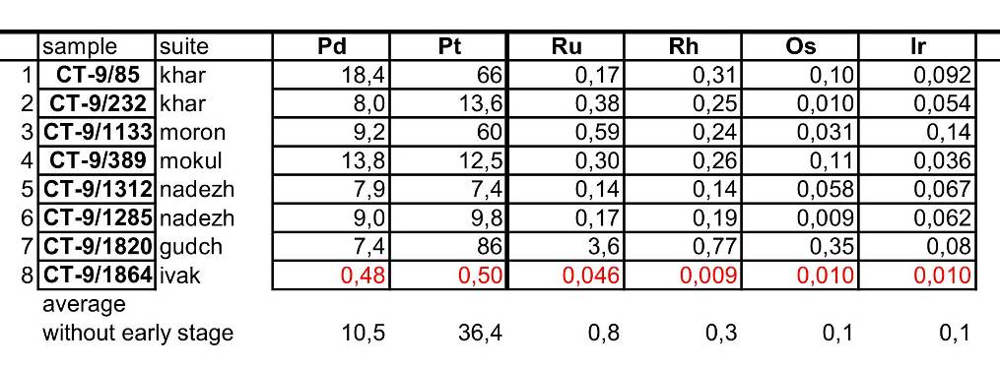 sample suite Pd Pt Ru Rh Os Ir
1 CT-9/85 khar 18,4 66 0,17 0,31 0,10 0,092
2 CT-9/232 khar 8,0 13,6 0,38 0,25 0,010 0,054
3 CT-9/1133 moron 9,2 60 0,59 0,24 0,031 0,14
4 CT-9/389 mokul 13,8 12,5 0,30 0,26 0,11 0,036
5 CT-9/1312 nadezh 7,9 7,4 0,14 0,14 0,058 0,067
6 CT-9/1285 nadezh 9,0 9,8 0,17 0,19 0,009 0,062
7 CT-9/1820 gudch 7,4 86 3,6 0,77 0,35 0,08
8 CT-9/1864 ivak 0,48 0,50 0,046 0,009 0,010 0,010
average
without early stage 10,5 36,4 0,8 0,3 0,1 0,1